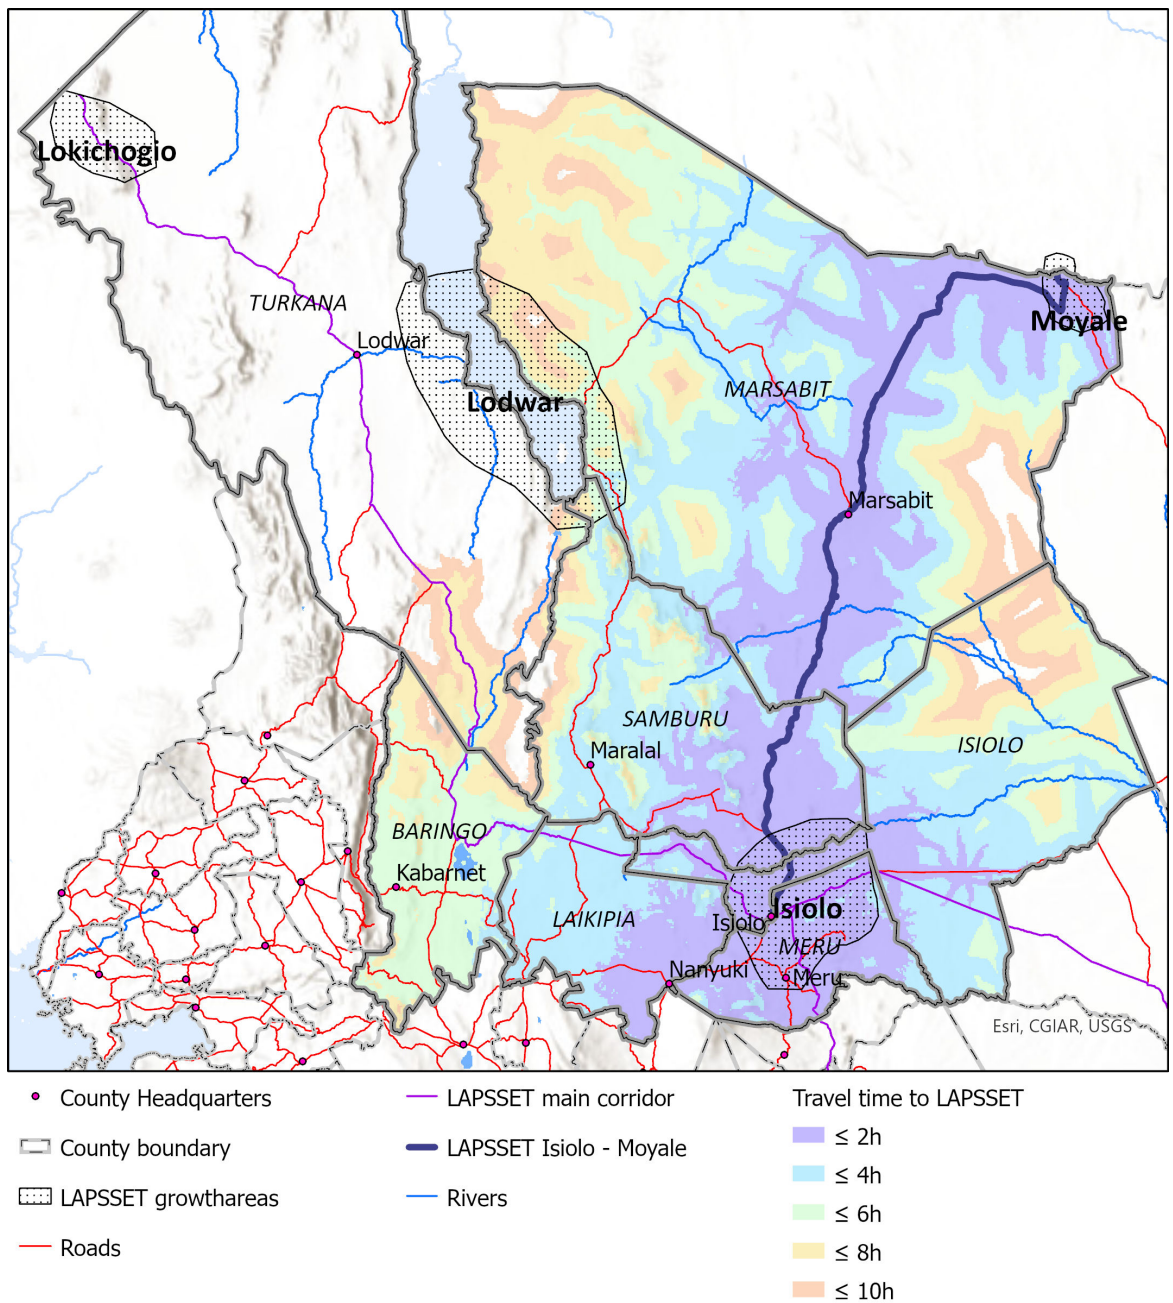 Lokichogio
TURKANA
Lodwar
Moyale
MARSABIT
Lodwar
Marsabit
SAMBURU
ISIOLO
Maralal
BARINGO
Kabarnet
LAIKIPIA
Isiolo
Isiolo
MERU
Nanyuki
Meru
Esri, CGIAR, USGS
County Headquarters
LAPSSET main corridor
Travel time to LAPSSET
≤ 2h
County boundary
LAPSSET Isiolo - Moyale
≤ 4h
LAPSSET growthareas
Rivers
≤ 6h
Roads
≤ 8h
≤ 10h